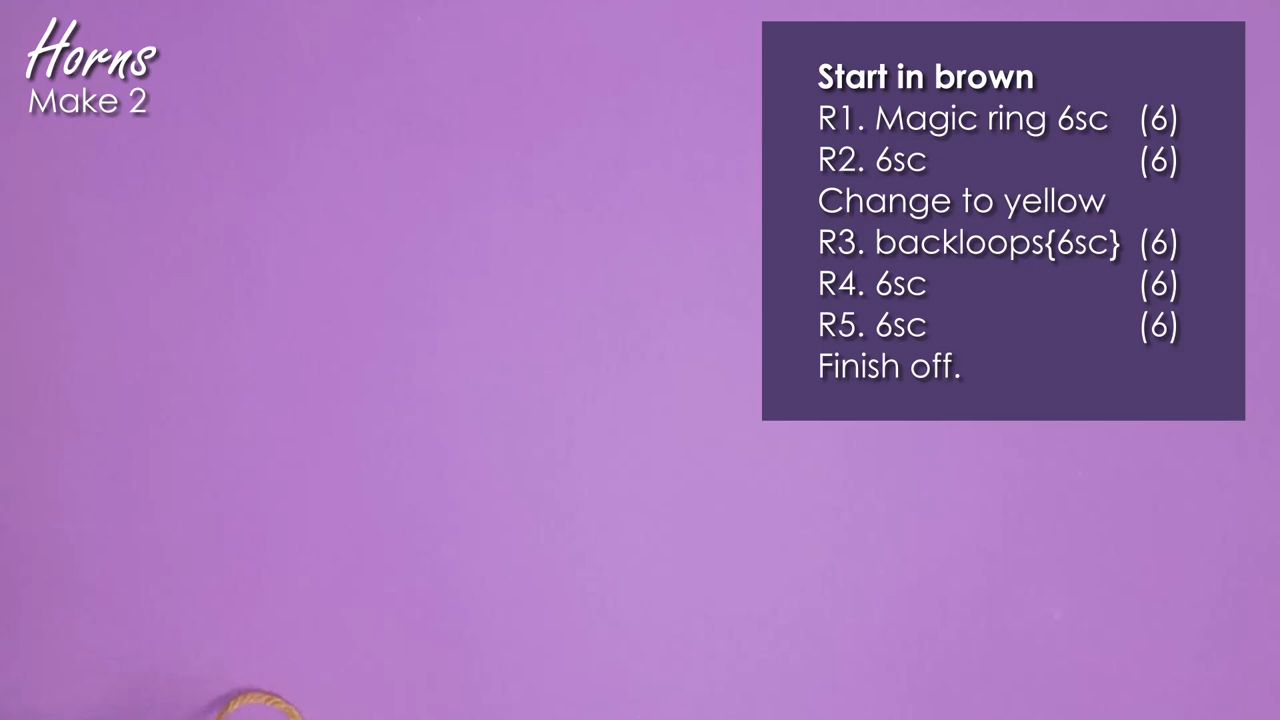 Horns
Make 2
Start in brown
R1. Magic ring 6sc (6)
R2. 6sc (6)
Change to yellow
R3. backloops{6sc} (6)
R4. 6sc (6)
R5. 6sc (6)
Finish off.